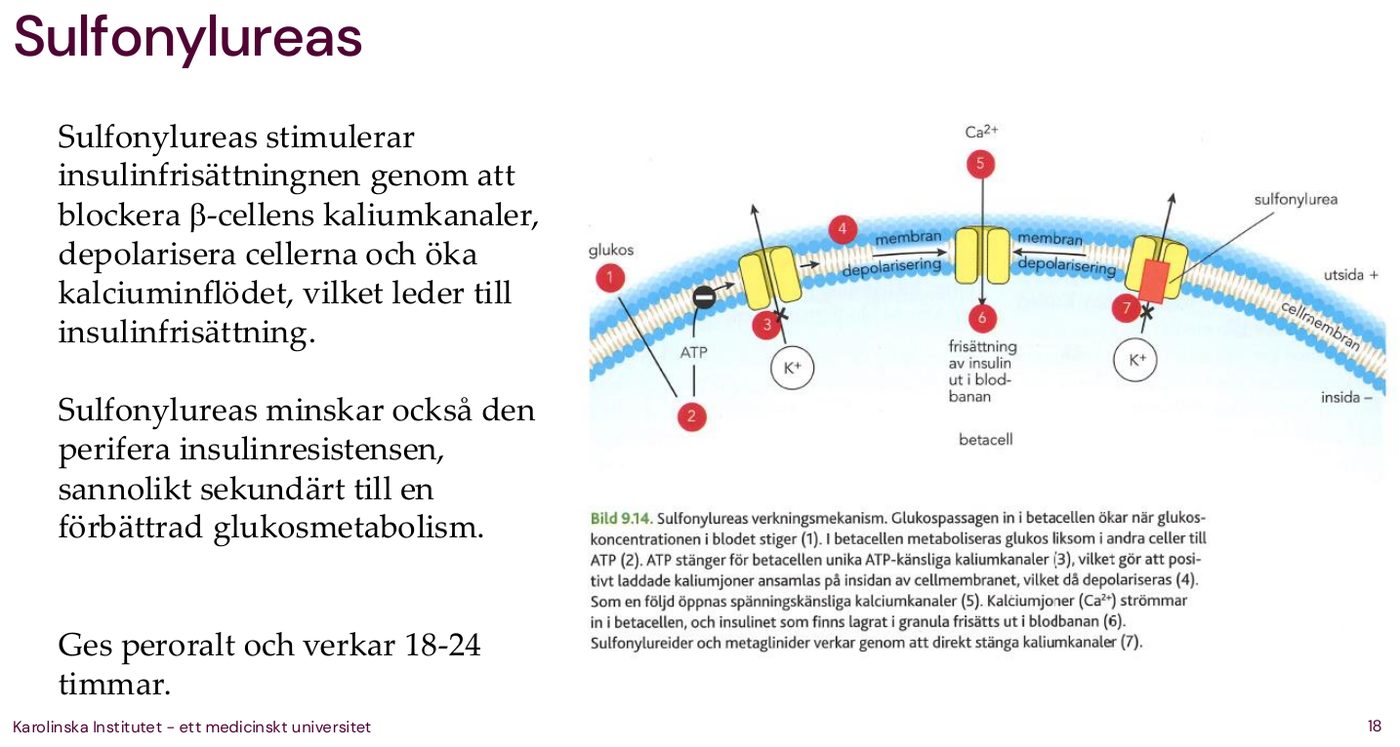 Sulfonylureas
Sulfonylureas stimulerar
insulinfrisättningnen genom att
blockera β-cellens kaliumkanaler,
depolarisera cellerna och öka
kalciuminflödet, vilket leder till
insulinfrisättning.
Sulfonylureas minskar också den
perifera insulinresistensen,
sannolikt sekundärt till en
förbättrad glukosmetabolism.
Ges peroralt och verkar 18-24
timmar.
Ca²⁺
5
sulfonylurea
4
glukos
membran
membran
1
depolarisering
depolarisering
utsida +
7
cellmembran
3
6
ATP
K⁺
frisättning
av insulin
ut i blod-
banan
K⁺
insida –
2
betacell
Bild 9.14. Sulfonylureas verkningsmekanism. Glukospassagen in i betacellen ökar när glukos-
koncentrationen i blodet stiger (1). I betacellen metaboliseras glukos liksom i andra celler till
ATP (2). ATP stänger för betacellen unika ATP-känsliga kaliumkanaler (3), vilket gör att posi-
tivt laddade kaliumjoner ansamlas på insidan av cellmembranet, vilket då depolariseras (4).
Som en följd öppnas spänningskänsliga kalciumkanaler (5). Kalciumjoner (Ca²⁺) strömmar
in i betacellen, och insulinet som finns lagrat i granula frisätts ut i blodbanan (6).
Sulfonylureider och metaglinider verkar genom att direkt stänga kaliumkanaler (7).
Karolinska Institutet – ett medicinskt universitet
18